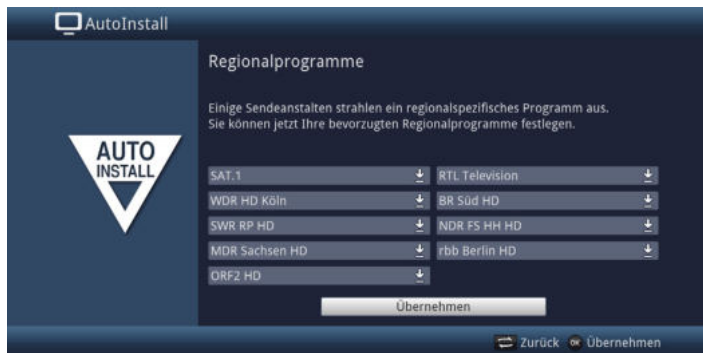 AutoInstall
Regionalprogramme
Einige Sendeanstalten strahlen ein regionalspezifisches Programm aus.
Sie können jetzt Ihre bevorzugten Regionalprogramme festlegen.
AUTO
INSTALL
SAT.1
RTL Television
WDR HD Köln
BR Süd HD
SWR RP HD
NDR FS HH HD
MDR Sachsen HD
rbb Berlin HD
ORF2 HD
Übernehmen
Zurück OK Übernehmen